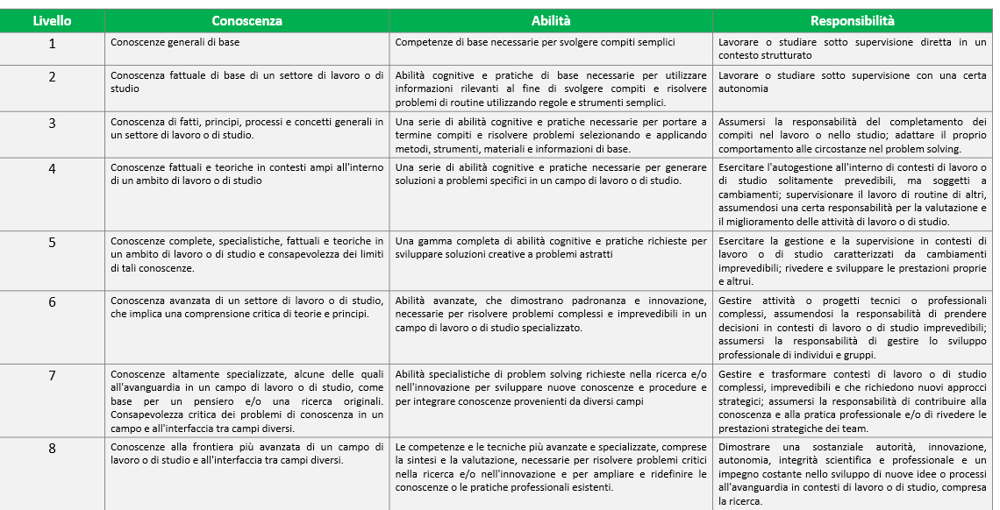 Livello Conoscenza Abilità Responsabilità
1
Conoscenze generali di base
Competenze di base necessarie per svolgere compiti semplici
Lavorare o studiare sotto supervisione diretta in un
contesto strutturato
2
Conoscenza fattuale di base di un settore di lavoro o di
studio
Abilità cognitive e pratiche di base necessarie per utilizzare
informazioni rilevanti al fine di svolgere compiti e risolvere
problemi di routine utilizzando regole e strumenti semplici.
Lavorare o studiare sotto supervisione con una certa
autonomia
3
Conoscenza di fatti, principi, processi e concetti generali in
un settore di lavoro o di studio.
Una serie di abilità cognitive e pratiche necessarie per portare a
termine compiti e risolvere problemi selezionando e applicando
metodi, strumenti, materiali e informazioni di base.
Assumersi la responsabilità del completamento dei
compiti nel lavoro o nello studio; adattare il proprio
comportamento alle circostanze nel problem solving.
4
Conoscenze fattuali e teoriche in contesti ampi all'interno
di un ambito di lavoro o di studio
Una serie di abilità cognitive e pratiche necessarie per generare
soluzioni a problemi specifici in un campo di lavoro o di studio.
Esercitare l'autogestione all'interno di contesti di lavoro o
di studio solitamente prevedibili, ma soggetti a
cambiamenti; supervisionare il lavoro di routine di altri,
assumendosi una certa responsabilità per la valutazione e
il miglioramento delle attività di lavoro o di studio.
5
Conoscenze complete, specialistiche, fattuali e teoriche in
un ambito di lavoro o di studio e consapevolezza dei limiti
di tali conoscenze.
Una gamma completa di abilità cognitive e pratiche richieste per
sviluppare soluzioni creative a problemi astratti
Esercitare la gestione e la supervisione in contesti di
lavoro o di studio caratterizzati da cambiamenti
imprevedibili; rivedere e sviluppare le prestazioni proprie
e altrui.
6
Conoscenza avanzata di un settore di lavoro o di studio,
che implica una comprensione critica di teorie e principi.
Abilità avanzate, che dimostrano padronanza e innovazione,
necessarie per risolvere problemi complessi e imprevedibili in un
campo di lavoro o di studio specializzato.
Gestire attività o progetti tecnici o professionali
complessi, assumendosi la responsabilità di prendere
decisioni in contesti di lavoro o di studio imprevedibili;
assumersi la responsabilità di gestire lo sviluppo
professionale di individui e gruppi.
7
Conoscenze altamente specializzate, alcune delle quali
all'avanguardia in un campo di lavoro o di studio, come
base per un pensiero e/o una ricerca originali.
Consapevolezza critica dei problemi di conoscenza in un
campo e all'interfaccia tra campi diversi.
Abilità specialistiche di problem solving richieste nella ricerca e/o
nell'innovazione per sviluppare nuove conoscenze e procedure e
per integrare conoscenze provenienti da diversi campi
Gestire e trasformare contesti di lavoro o di studio
complessi, imprevedibili e che richiedono nuovi approcci
strategici; assumersi la responsabilità di contribuire alla
conoscenza e alla pratica professionale e/o di rivedere le
prestazioni strategiche dei team.
8
Conoscenze alla frontiera più avanzata di un campo di
lavoro o di studio e all'interfaccia tra campi diversi.
Le competenze e le tecniche più avanzate e specializzate, comprese
la sintesi e la valutazione, necessarie per risolvere problemi critici
nella ricerca e/o nell'innovazione e per ampliare e ridefinire le
conoscenze o le pratiche professionali esistenti.
Dimostrare una sostanziale autorità, innovazione,
autonomia, integrità scientifica e professionale e un
impegno costante nello sviluppo di nuove idee o processi
all'avanguardia in contesti di lavoro o di studio, compresa
la ricerca.